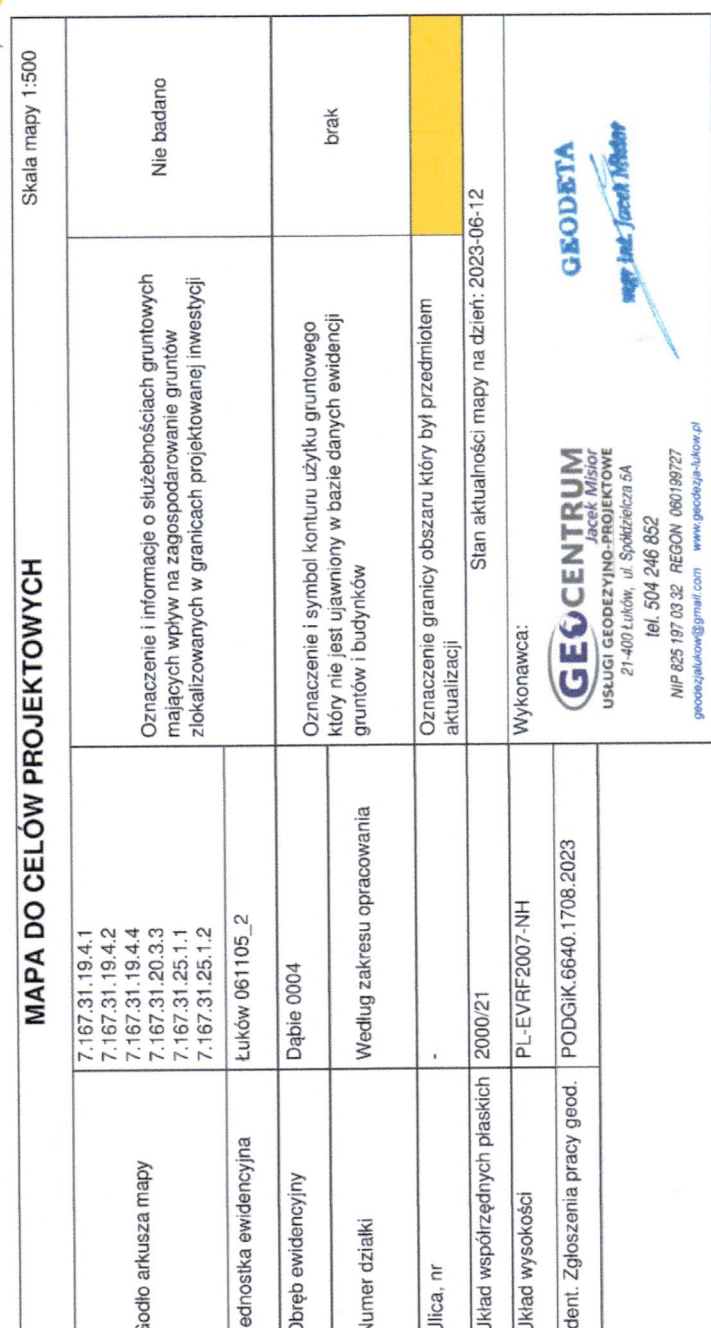 MAPA DO CELÓW PROJEKTOWYCH
Skala mapy 1:500
Godło arkusza mapy
7.167.31.19.4.1
7.167.31.19.4.2
7.167.31.19.4.4
7.167.31.20.3.3
7.167.31.25.1.1
7.167.31.25.1.2
Oznaczenie i informacje o służebnościach gruntowych
mających wpływ na zagospodarowanie gruntów
zlokalizowanych w granicach projektowanej inwestycji
Nie badano
ednostka ewidencyjna
Łuków 061105_2
Obręb ewidencyjny
Dąbie 0004
Oznaczenie i symbol konturu użytku gruntowego
który nie jest ujawniony w bazie danych ewidencji
gruntów i budynków
brak
Numer działki
Według zakresu opracowania
Ulica, nr
-
Oznaczenie granicy obszaru który był przedmiotem
aktualizacji
Układ współrzędnych płaskich
2000/21
Stan aktualności mapy na dzień: 2023-06-12
Układ wysokości
PL-EVRF2007-NH
Wykonawca:
dent. Zgłoszenia pracy geod.
PODGiK.6640.1708.2023
GEOCENTRUM
Jacek Misior
USŁUGI GEODEZYJNO-PROJEKTOWE
21-400 Łuków, ul. Spółdzielcza 5A
tel. 504 246 852
NIP 825 197 03 32 REGON 060199727
geodezjalukow@gmail.com www.geodezja-lukow.pl
GEODETA
mgr inż. Jacek Misior